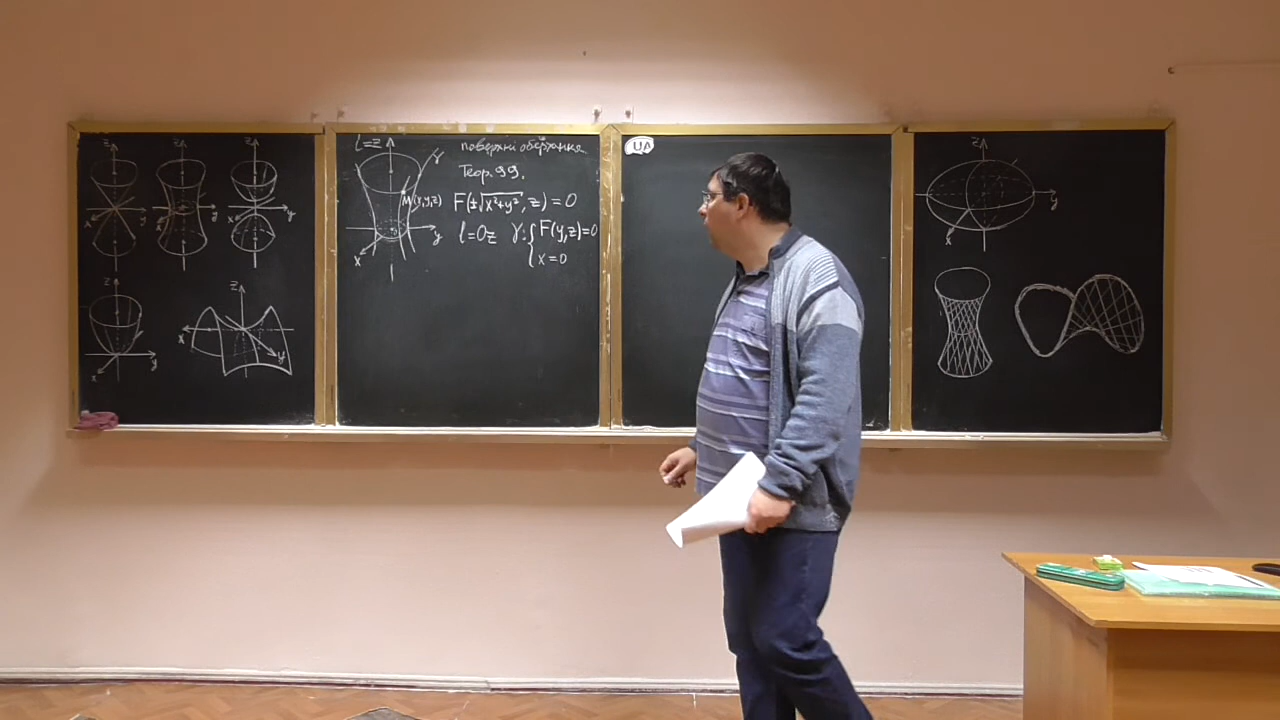 z
x
y
z
x
y
z
x
y
z
x
y
z
x
y
l=z
γ
M(x,y,z)
y
x
поверхні обертання
Теор. 99.
F(±√x²+y², z) = 0
l=Oz γ: { F(y,z)=0
x=0
UA
z
x
y